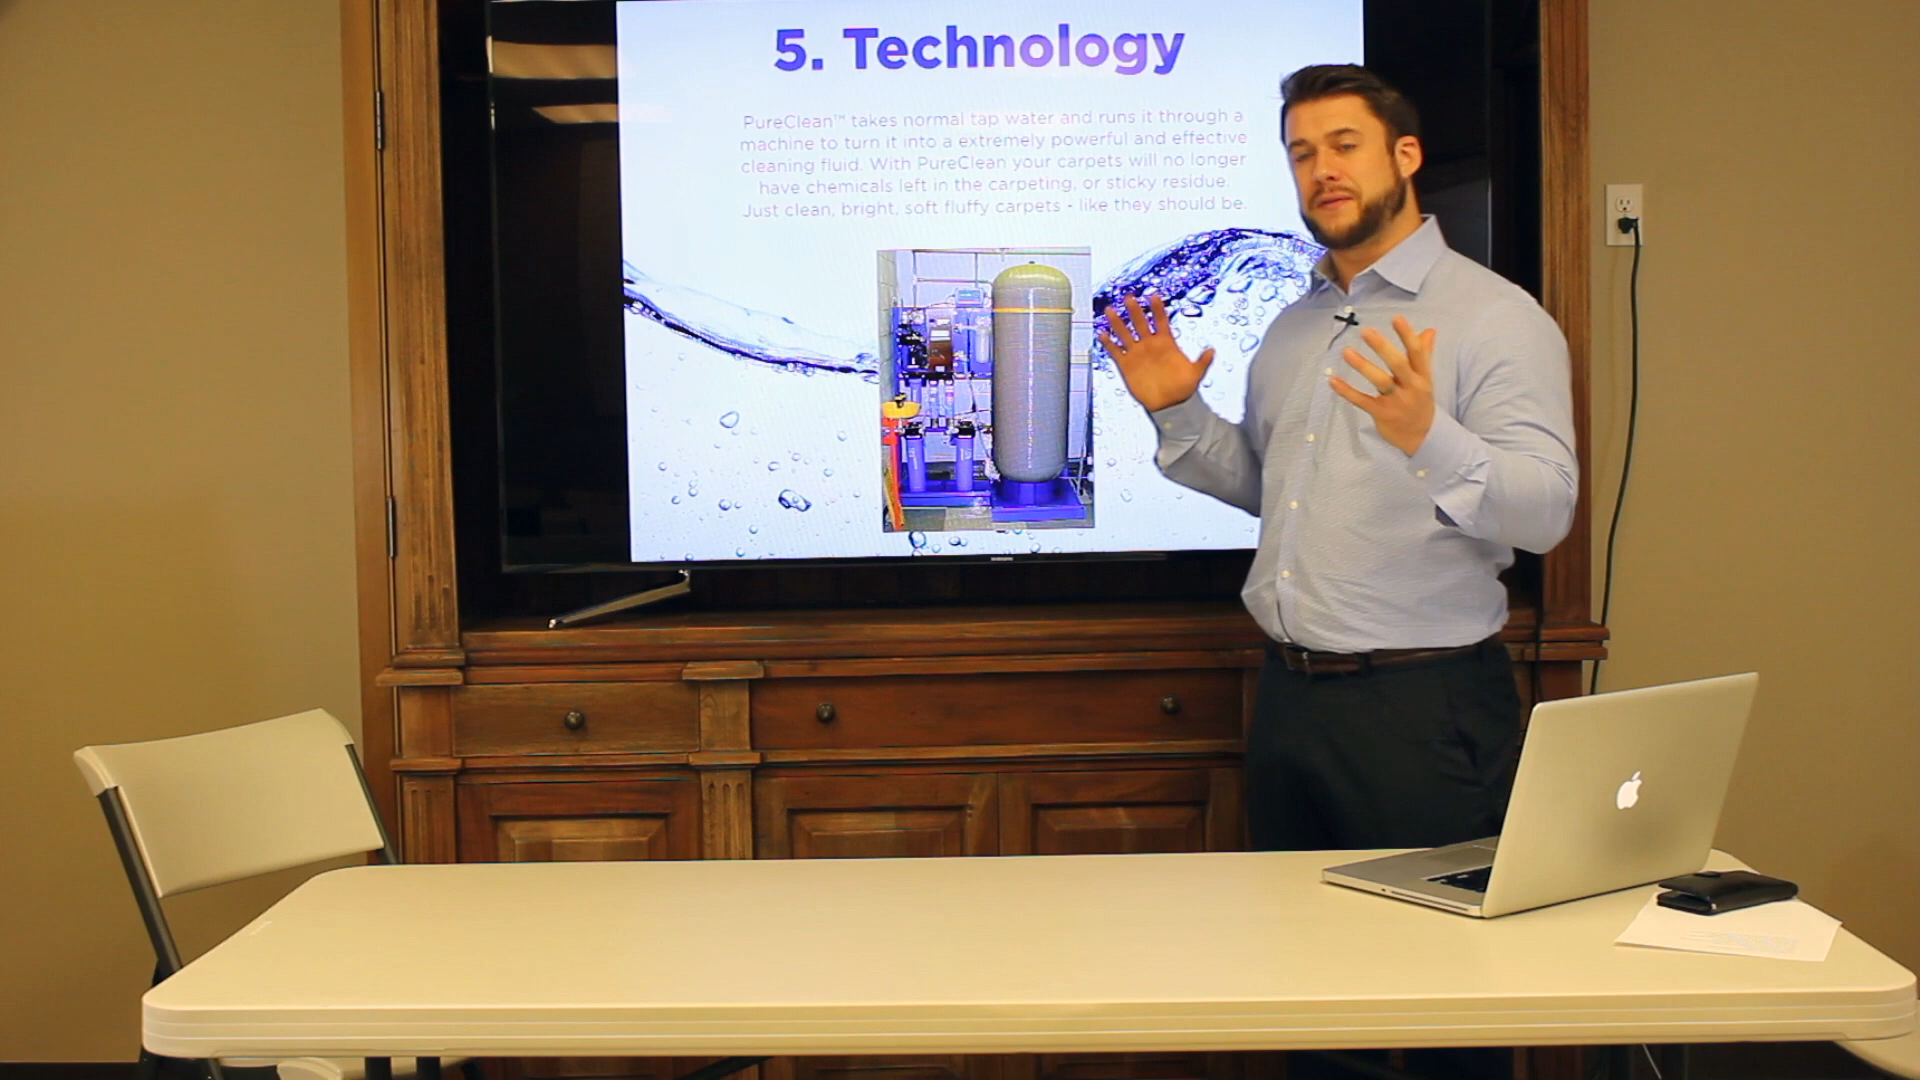 5. Technology
PureClean™ takes normal tap water and runs it through a
machine to turn it into a extremely powerful and effective
cleaning fluid. With PureClean your carpets will no longer
have chemicals left in the carpeting, or sticky residue.
Just clean, bright, soft fluffy carpets - like they should be.
SAMSUNG